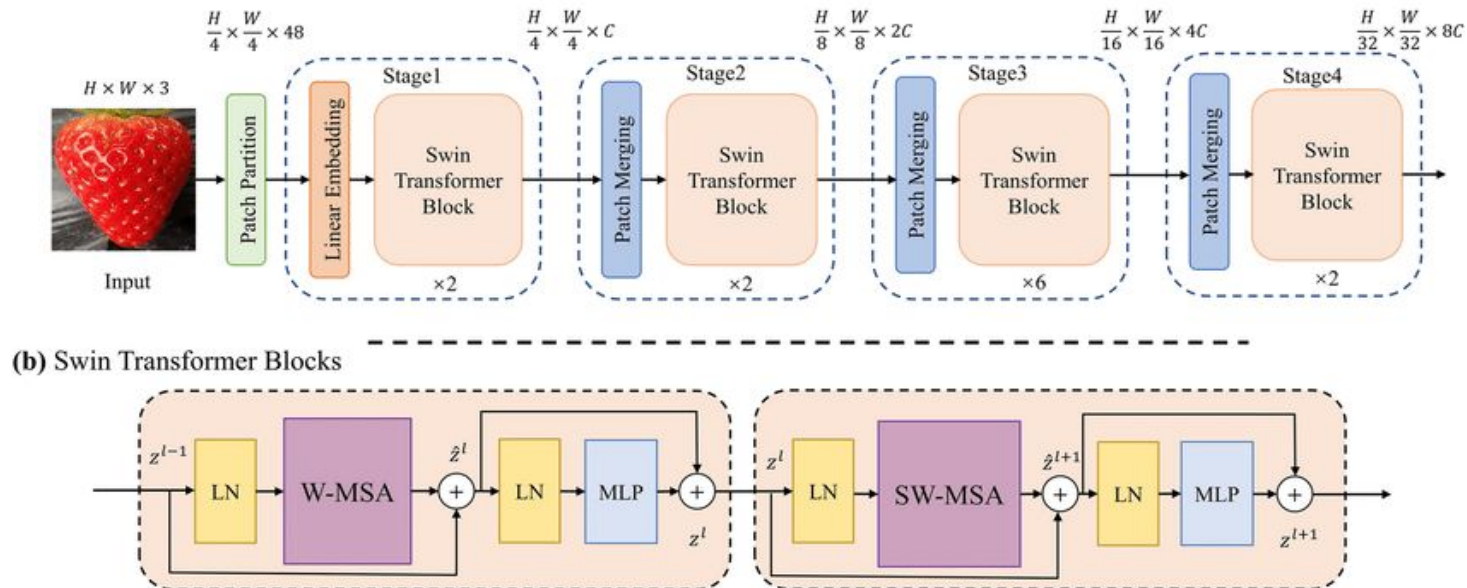 H/4 × W/4 × 48
H/4 × W/4 × C
H/8 × W/8 × 2C
H/16 × W/16 × 4C
H/32 × W/32 × 8C
H × W × 3
Stage1
Stage2
Stage3
Stage4
Input
Patch Partition
Linear Embedding
Swin
Transformer
Block
×2
Patch Merging
Swin
Transformer
Block
×2
Patch Merging
Swin
Transformer
Block
×6
Patch Merging
Swin
Transformer
Block
×2
(b) Swin Transformer Blocks
z^{l-1}
LN
W-MSA
ẑ^l
+
LN
MLP
+
z^l
z^l
LN
SW-MSA
ẑ^{l+1}
+
LN
MLP
+
z^{l+1}